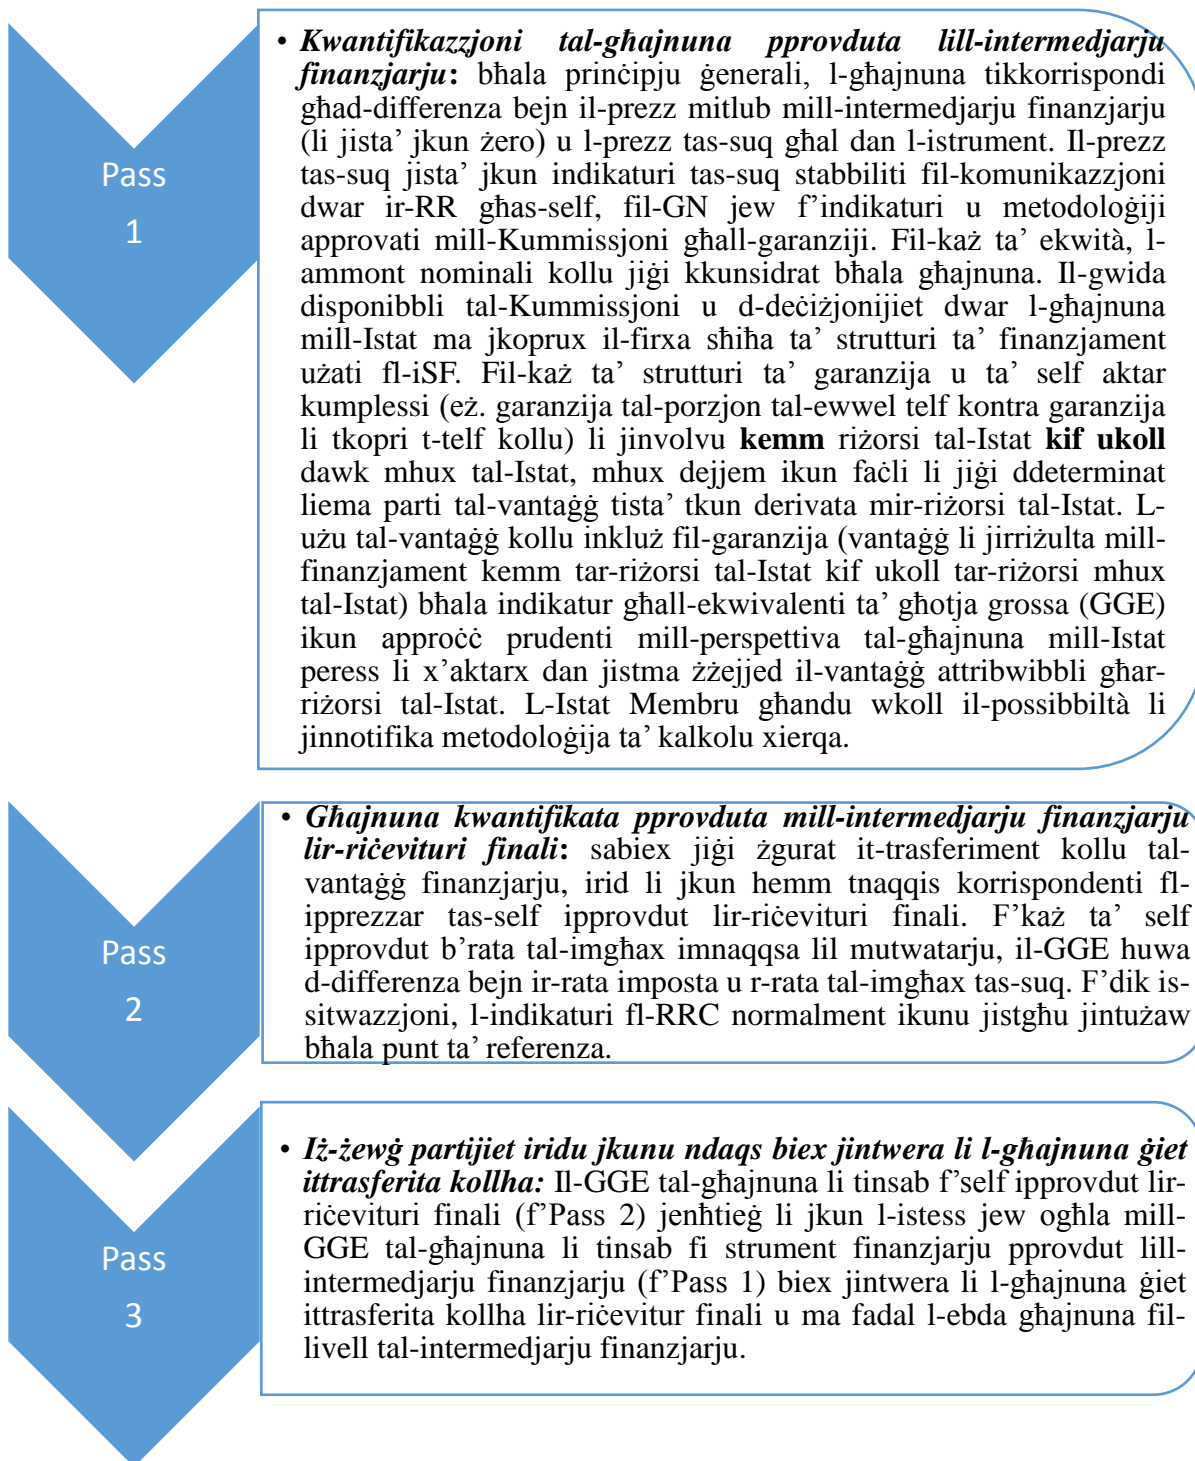 Pass
1
• Kwantifikazzjoni tal-għajnuna pprovduta lill-intermedjarju
finanzjarju: bħala prinċipju ġenerali, l-għajnuna tikkorrispondi
għad-differenza bejn il-prezz mitlub mill-intermedjarju finanzjarju
(li jista’ jkun żero) u l-prezz tas-suq għal dan l-istrument. Il-prezz
tas-suq jista’ jkun indikaturi tas-suq stabbiliti fil-komunikazzjoni
dwar ir-RR għas-self, fil-GN jew f’indikaturi u metodoloġiji
approvati mill-Kummissjoni għall-garanziji. Fil-każ ta’ ekwità, l-
ammont nominali kollu jiġi kkunsidrat bħala għajnuna. Il-gwida
disponibbli tal-Kummissjoni u d-deċiżjonijiet dwar l-għajnuna
mill-Istat ma jkoprux il-firxa sħiħa ta’ strutturi ta’ finanzjament
użati fl-iSF. Fil-każ ta’ strutturi ta’ garanzija u ta’ self aktar
kumplessi (eż. garanzija tal-porzjon tal-ewwel telf kontra garanzija
li tkopri t-telf kollu) li jinvolvu kemm riżorsi tal-Istat kif ukoll
dawk mhux tal-Istat, mhux dejjem ikun faċli li jiġi ddeterminat
liema parti tal-vantaġġ tista’ tkun derivata mir-riżorsi tal-Istat. L-
użu tal-vantaġġ kollu inkluż fil-garanzija (vantaġġ li jirriżulta mill-
finanzjament kemm tar-riżorsi tal-Istat kif ukoll tar-riżorsi mhux
tal-Istat) bħala indikatur għall-ekwivalenti ta’ għotja grossa (GGE)
ikun approċċ prudenti mill-perspettiva tal-għajnuna mill-Istat
peress li x’aktarx dan jistma żżejjed il-vantaġġ attribwibbli għar-
riżorsi tal-Istat. L-Istat Membru għandu wkoll il-possibbiltà li
jinnotifika metodoloġija ta’ kalkolu xierqa.
Pass
2
• Għajnuna kwantifikata pprovduta mill-intermedjarju finanzjarju
lir-riċevituri finali: sabiex jiġi żgurat it-trasferiment kollu tal-
vantaġġ finanzjarju, irid li jkun hemm tnaqqis korrispondenti fl-
ipprezzar tas-self ipprovdut lir-riċevituri finali. F’każ ta’ self
ipprovdut b’rata tal-imgħax imnaqqsa lil mutwatarju, il-GGE huwa
d-differenza bejn ir-rata imposta u r-rata tal-imgħax tas-suq. F’dik is-
sitwazzjoni, l-indikaturi fl-RRC normalment ikunu jistgħu jintużaw
bħala punt ta’ referenza.
Pass
3
• Iż-żewġ partijiet iridu jkunu ndaqs biex jintwera li l-għajnuna ġiet
ittrasferita kollha: Il-GGE tal-għajnuna li tinsab f’self ipprovdut lir-
riċevituri finali (f’Pass 2) jenħtieġ li jkun l-istess jew ogħla mill-
GGE tal-għajnuna li tinsab fi strument finanzjarju pprovdut lill-
intermedjarju finanzjarju (f’Pass 1) biex jintwera li l-għajnuna ġiet
ittrasferita kollha lir-riċevitur finali u ma fadal l-ebda għajnuna fil-
livell tal-intermedjarju finanzjarju.